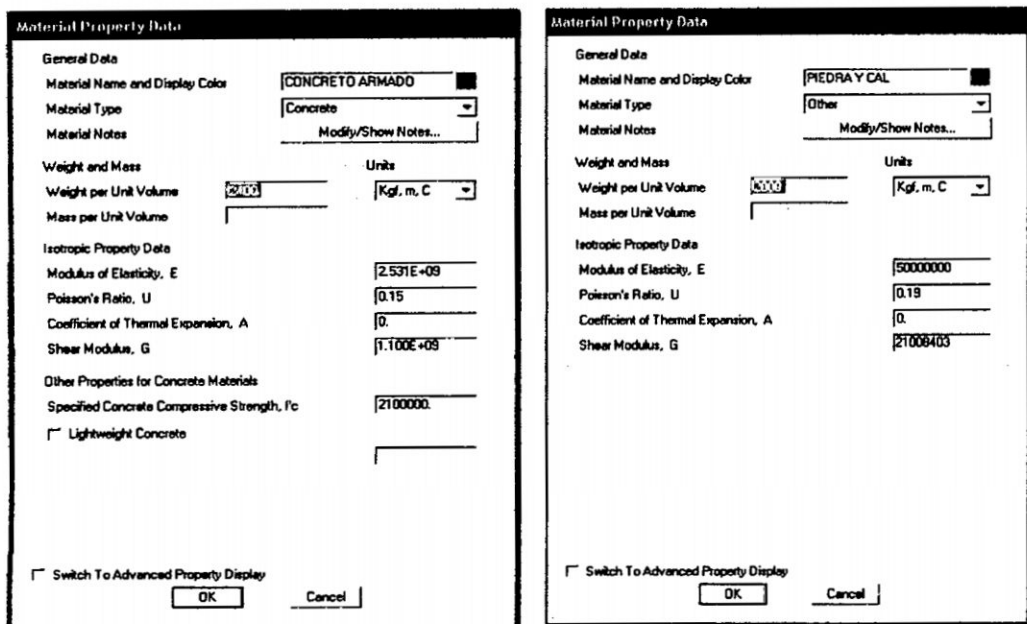 Material Property Data
General Data
Material Name and Display Color CONCRETO ARMADO
Material Type Concrete
Material Notes Modify/Show Notes...
Weight and Mass Units
Weight per Unit Volume 2400. Kgf, m, C
Mass per Unit Volume
Isotropic Property Data
Modulus of Elasticity, E 2.531E+09
Poisson's Ratio, U 0.15
Coefficient of Thermal Expansion, A 0.
Shear Modulus, G 1.100E+09
Other Properties for Concrete Materials
Specified Concrete Compressive Strength, f'c 2100000.
Lightweight Concrete
Switch To Advanced Property Display
OK Cancel
Material Property Data
General Data
Material Name and Display Color PIEDRA Y CAL
Material Type Other
Material Notes Modify/Show Notes...
Weight and Mass Units
Weight per Unit Volume Kgf, m, C
Mass per Unit Volume
Isotropic Property Data
Modulus of Elasticity, E 50000000
Poisson's Ratio, U 0.19
Coefficient of Thermal Expansion, A 0.
Shear Modulus, G 21008403
Switch To Advanced Property Display
OK Cancel